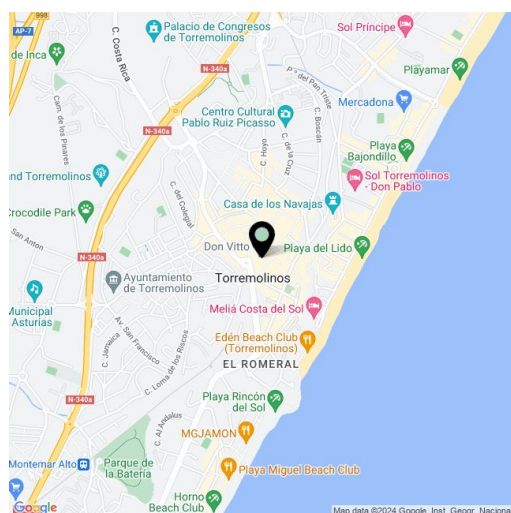 998
AP-7
Palacio de Congresos
de Torremolinos
C. Costa Rica
Sol Príncipe
de Inca
N-340a
Playamar
P.º del Pan Triste
Mercadona
Cam. de los Pinares
Centro Cultural
Pablo Ruiz Picasso
C. Boscán
N-340a
C. Hoyo
C. de la Cruz
Playa
Bajondillo
and Torremolinos
Sol Torremolinos
- Don Pablo
C. del Colegial
Casa de los Navajas
Crocodile Park
San Anton
Don Vitto
Playa del Lido
N-340a
Ayuntamiento
de Torremolinos
Torremolinos
Municipal
Asturias
Meliá Costa del Sol
Av. San Francisco
C. Jamaica
Edén Beach Club
(Torremolinos)
C. Loma de los Riscos
EL ROMERAL
N-340a
Playa Rincón
del Sol
C. Al Andalus
MGJAMON
Montemar Alto
Parque de
la Batería
Playa Miguel Beach Club
Horno
Beach Club
Google
Map data ©2024 Google, Inst. Geogr. Nacional